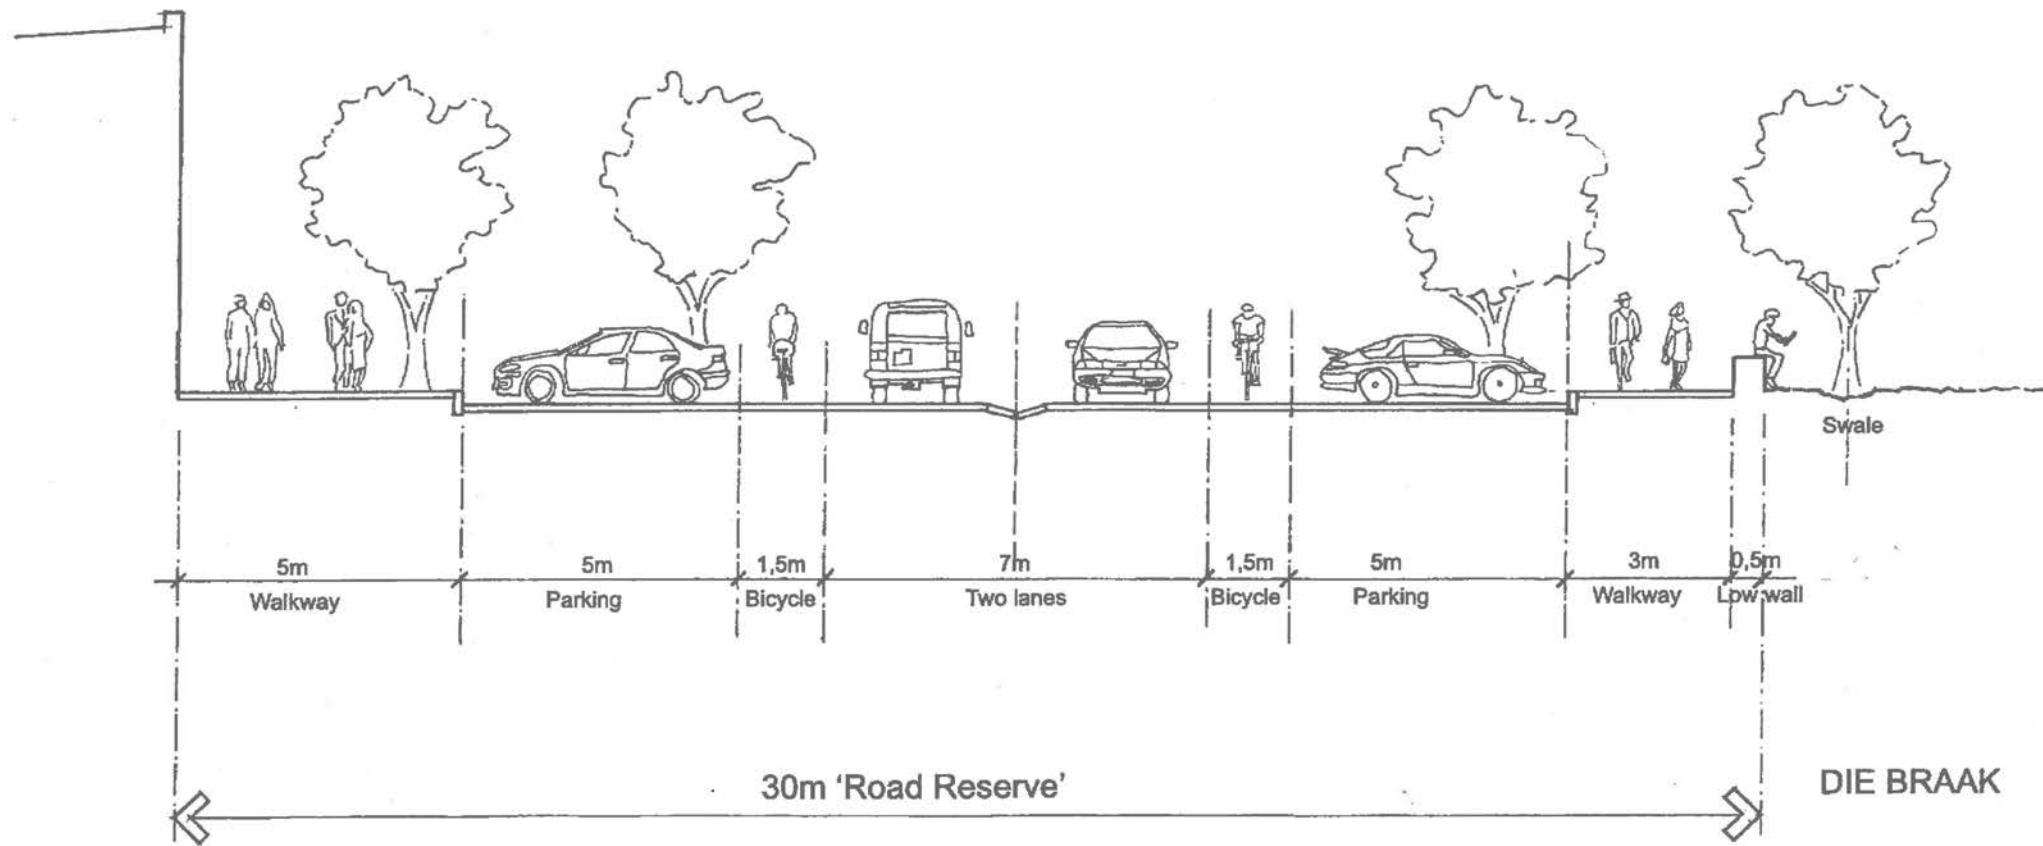 Swale
5m
5m
1,5m
7m
1,5m
5m
3m
0,5m
Walkway
Parking
Bicycle
Two lanes
Bicycle
Parking
Walkway
Low wall
30m 'Road Reserve'
DIE BRAAK